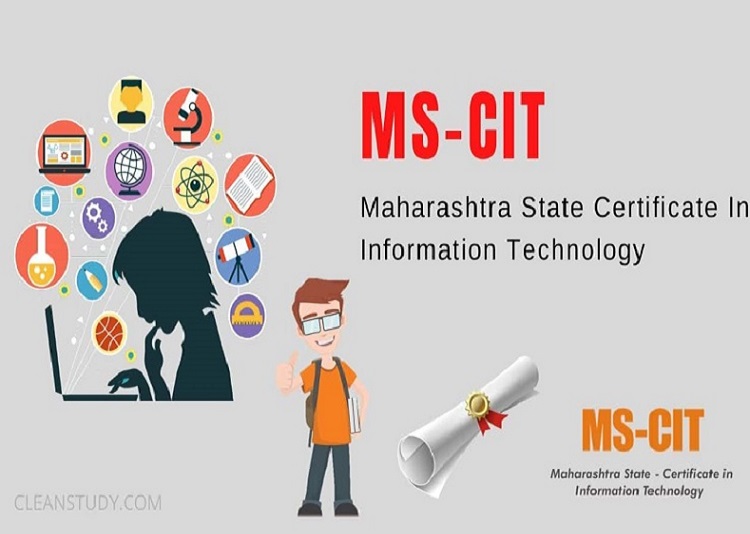 MS-CIT
Maharashtra State Certificate In
Information Technology
MS-CIT
Maharashtra State - Certificate in
Information Technology
CLEANSTUDY.COM